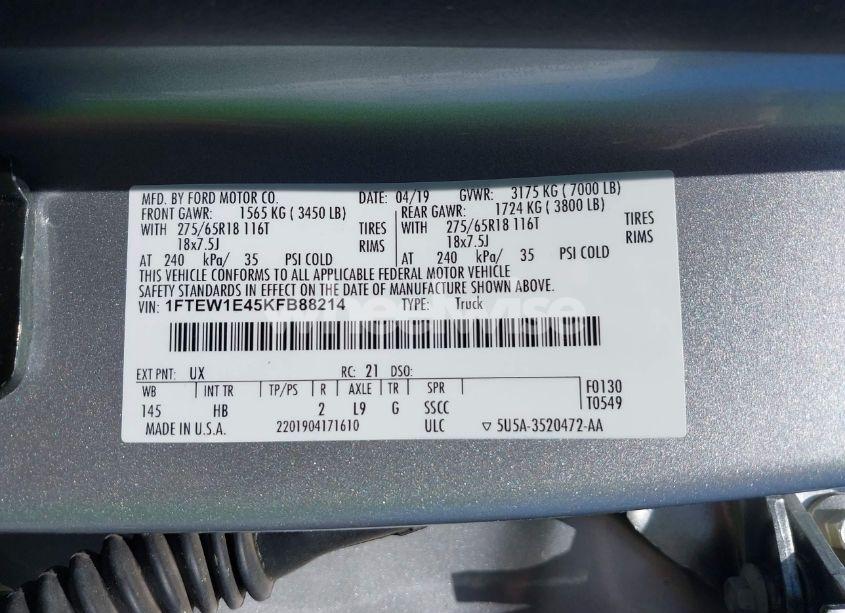 MFD. BY FORD MOTOR CO. DATE: 04/19 GVWR: 3175 KG ( 7000 LB)
FRONT GAWR: 1565 KG ( 3450 LB) REAR GAWR: 1724 KG ( 3800 LB)
WITH 275/65R18 116T TIRES WITH 275/65R18 116T TIRES
18x7.5J RIMS 18x7.5J RIMS
AT 240 kPa/ 35 PSI COLD AT 240 kPa/ 35 PSI COLD
THIS VEHICLE CONFORMS TO ALL APPLICABLE FEDERAL MOTOR VEHICLE
SAFETY STANDARDS IN EFFECT ON THE DATE OF MANUFACTURE SHOWN ABOVE.
VIN: 1FTEW1E45KFB88214 TYPE: Truck
EXT PNT: UX RC: 21 DSO:
WB INT TR TP/PS R AXLE TR SPR F0130
145 HB 2 L9 G SSCC T0549
MADE IN U.S.A. 2201904171610 ULC ▽ 5U5A-3520472-AA